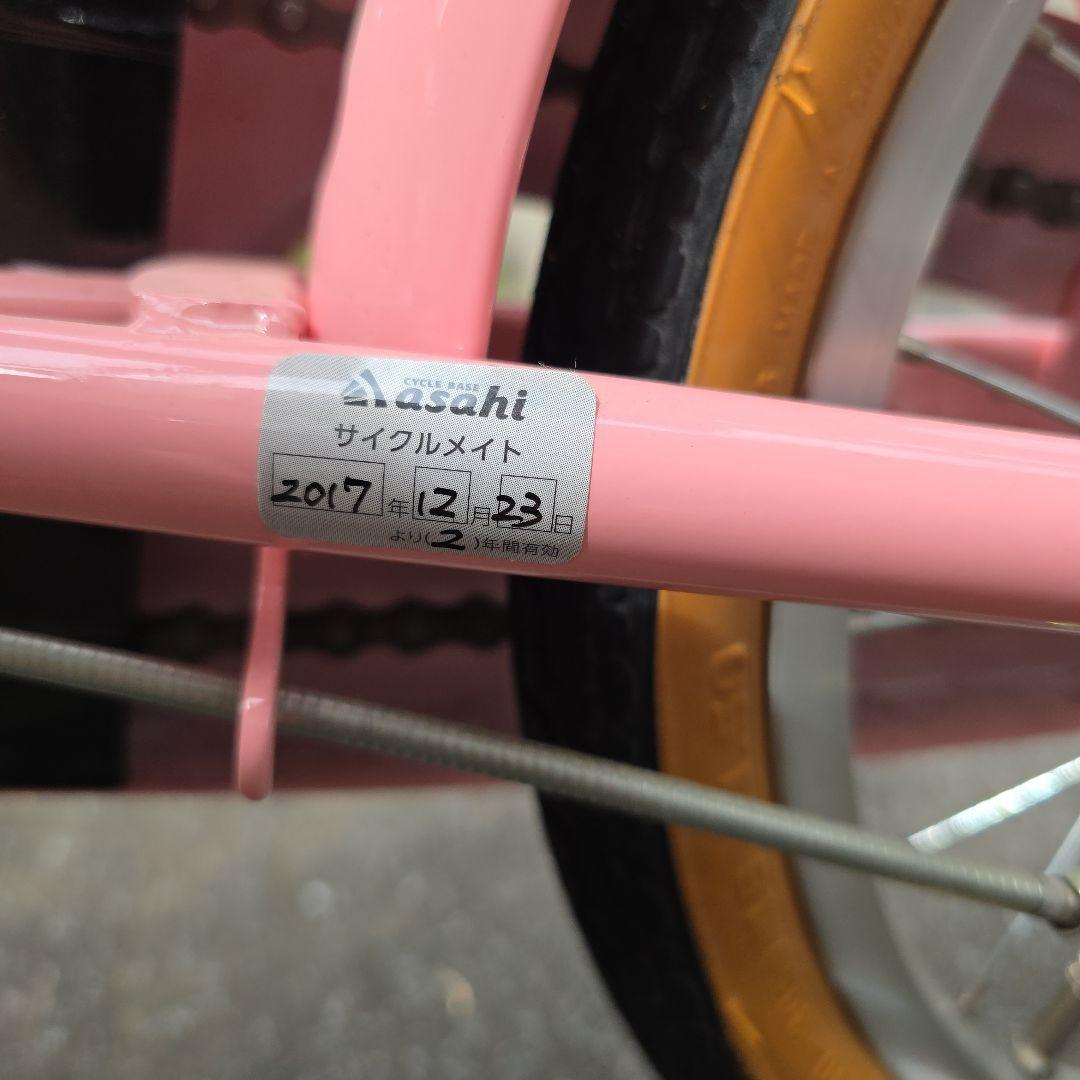 CYCLE BASE
asahi
サイクルメイト
2017年12月23日
より(2)年間有効